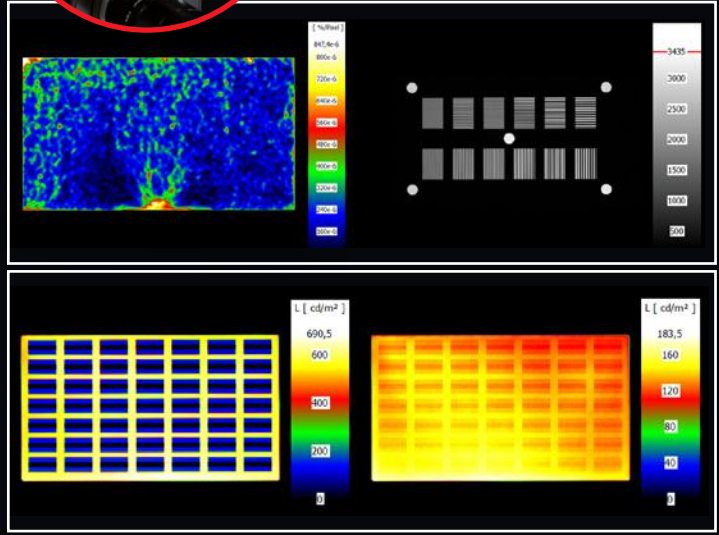 [ %/Pixel ]
847,4e-6
800e-6
720e-6
640e-6
560e-6
480e-6
400e-6
320e-6
240e-6
160e-6
3435
3000
2500
2000
1500
1000
500
L [ cd/m² ]
690,5
600
400
200
0
L [ cd/m² ]
183,5
160
120
80
40
0